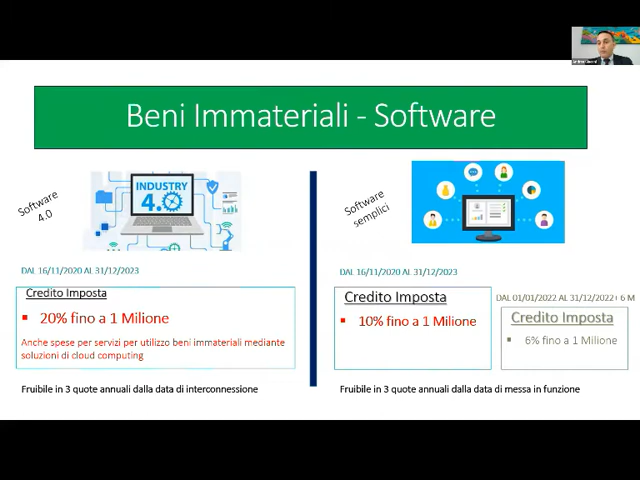 Beni Immateriali - Software
Software
4.0
INDUSTRY
4.0
Software
semplici
DAL 16/11/2020 AL 31/12/2023
Credito Imposta
20% fino a 1 Milione
Anche spese per servizi per utilizzo beni immateriali mediante
soluzioni di cloud computing
Fruibile in 3 quote annuali dalla data di interconnessione
DAL 16/11/2020 AL 31/12/2023
Credito Imposta
10% fino a 1 Milione
DAL 01/01/2022 AL 31/12/2022+ 6 M
Credito Imposta
6% fino a 1 Milione
Fruibile in 3 quote annuali dalla data di messa in funzione